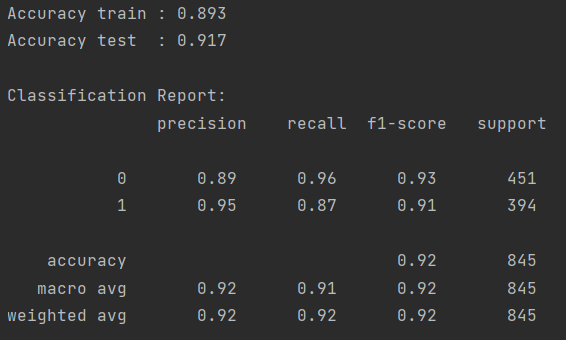 Accuracy train : 0.893
Accuracy test  : 0.917
Classification Report:
              precision    recall  f1-score   support
           0       0.89      0.96      0.93       451
           1       0.95      0.87      0.91       394
    accuracy                           0.92       845
   macro avg       0.92      0.91      0.92       845
weighted avg       0.92      0.92      0.92       845